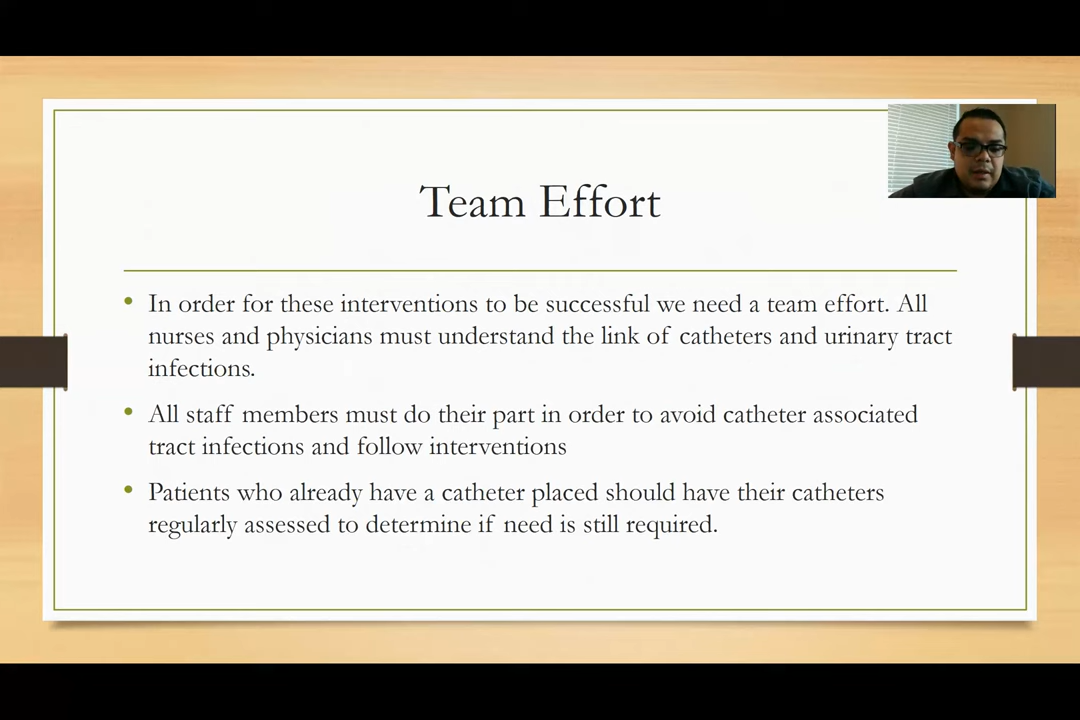 Team Effort
• In order for these interventions to be successful we need a team effort. All
nurses and physicians must understand the link of catheters and urinary tract
infections.
• All staff members must do their part in order to avoid catheter associated
tract infections and follow interventions
• Patients who already have a catheter placed should have their catheters
regularly assessed to determine if need is still required.